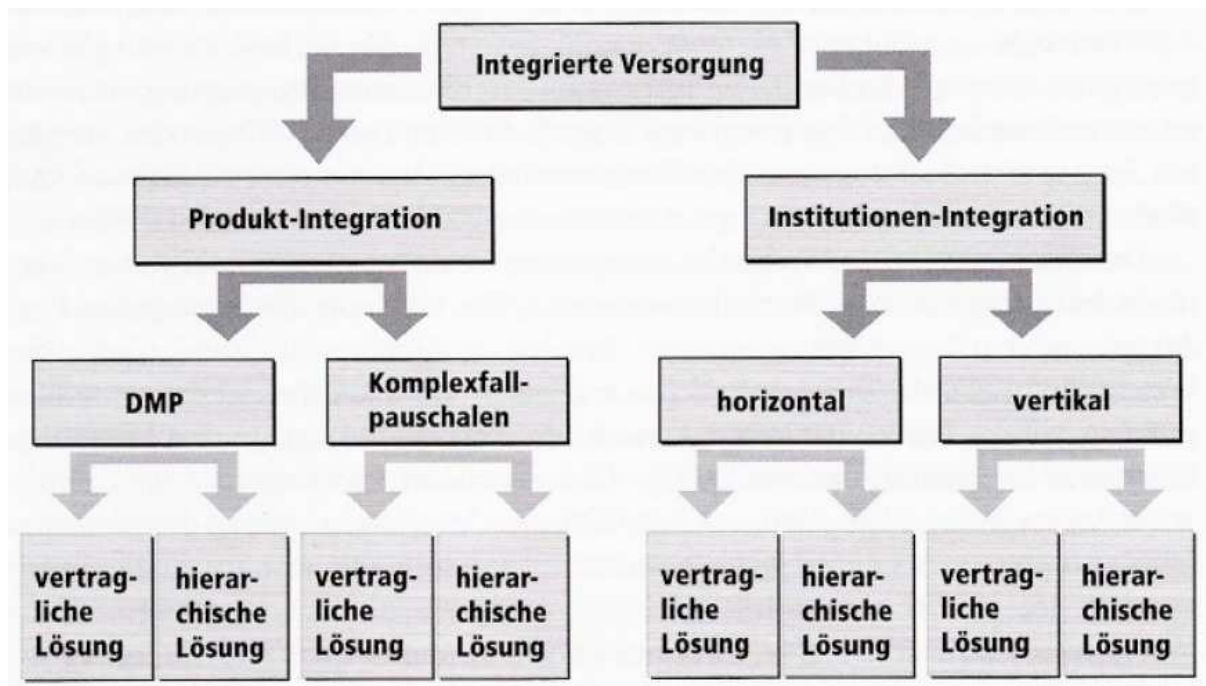 Integrierte Versorgung
Produkt-Integration
Institutionen-Integration
DMP
Komplexfall-
pauschalen
horizontal
vertikal
vertrag-
liche
Lösung
hierar-
chische
Lösung
vertrag-
liche
Lösung
hierar-
chische
Lösung
vertrag-
liche
Lösung
hierar-
chische
Lösung
vertrag-
liche
Lösung
hierar-
chische
Lösung